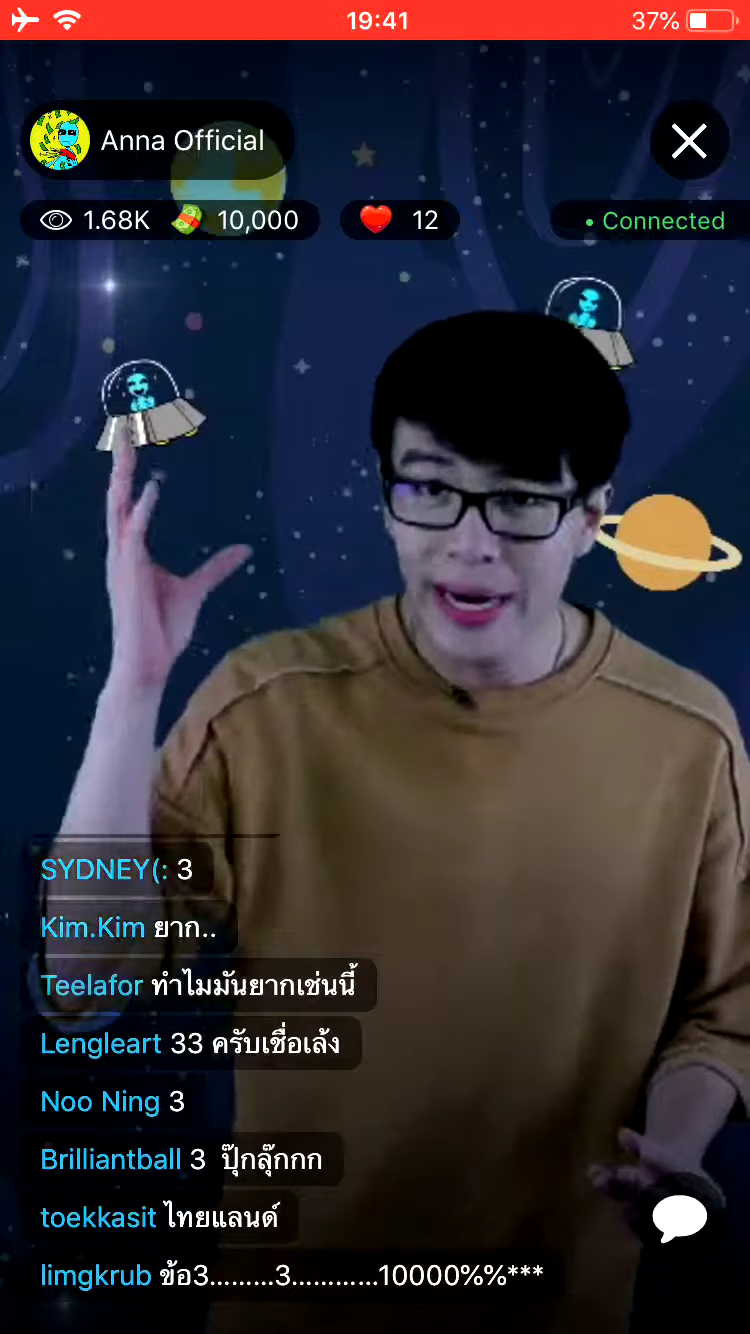 19:41
37%
Anna Official
1.68K 10,000 12 • Connected
SYDNEY(: 3
Kim.Kim ยาก..
Teelafor ทำไมมันยากเช่นนี้
Lengleart 33 ครับเชื่อเล้ง
Noo Ning 3
Brilliantball 3 ปุ๊กลุ๊กกก
toekkasit ไทยแลนด์
limgkrub ข้อ3.........3............10000%%***